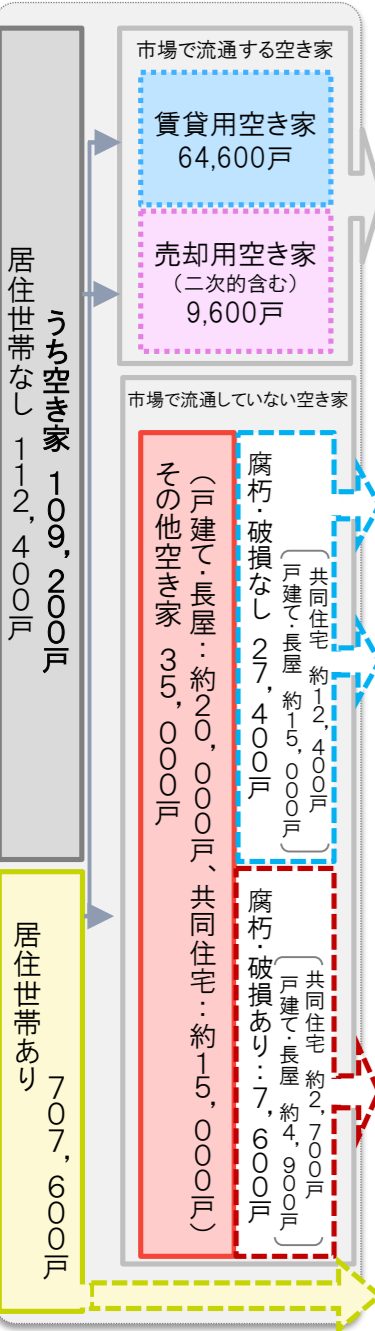 居住世帯なし 112,400戸
うち空き家 109,200戸
居住世帯あり
707,600戸
市場で流通する空き家
賃貸用空き家
64,600戸
売却用空き家
(二次的含む)
9,600戸
市場で流通していない空き家
その他空き家 35,000戸
(戸建て・長屋:約20,000戸、共同住宅:約15,000戸)
腐朽・破損なし 27,400戸
戸建て・長屋 約15,000戸
共同住宅 約12,400戸
腐朽・破損あり:7,600戸
戸建て・長屋 約4,900戸
共同住宅 約2,700戸